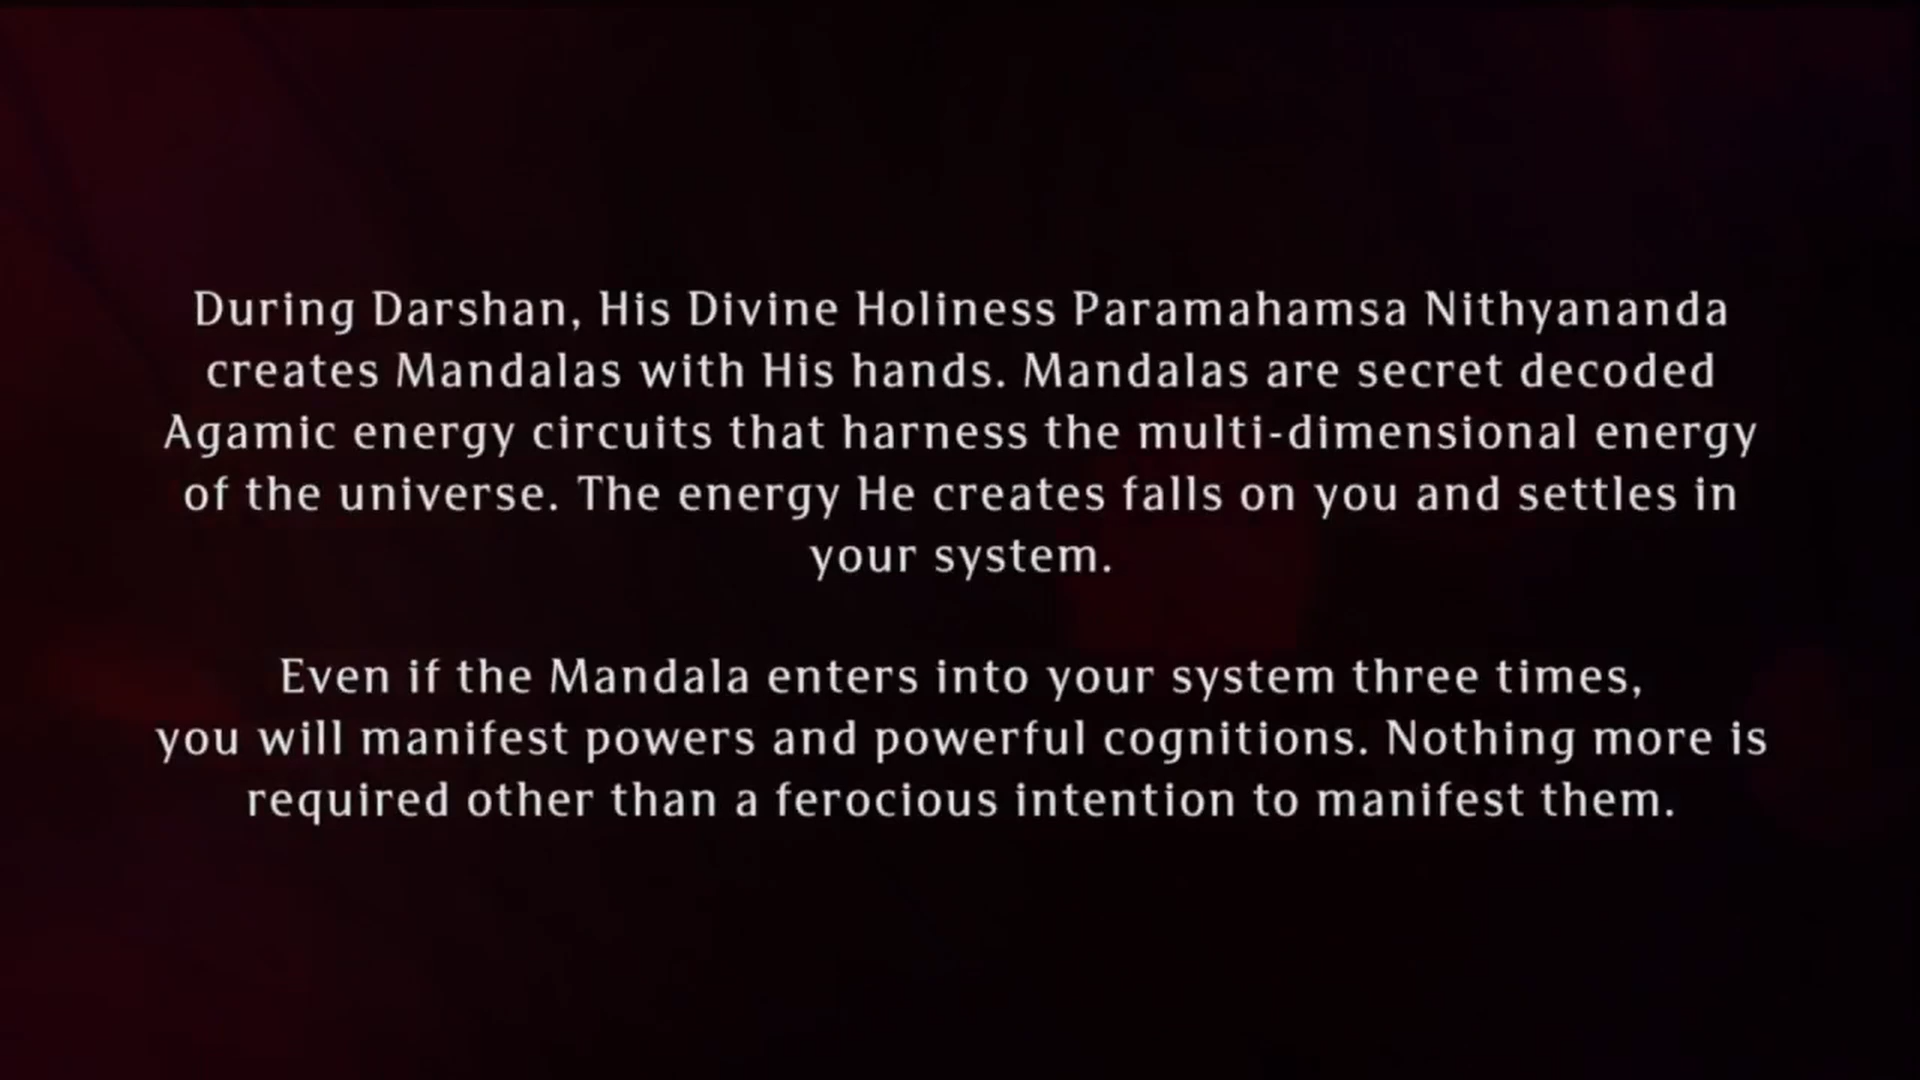 During Darshan, His Divine Holiness Paramahamsa Nithyananda
creates Mandalas with His hands. Mandalas are secret decoded
Agamic energy circuits that harness the multi-dimensional energy
of the universe. The energy He creates falls on you and settles in
your system.
Even if the Mandala enters into your system three times,
you will manifest powers and powerful cognitions. Nothing more is
required other than a ferocious intention to manifest them.